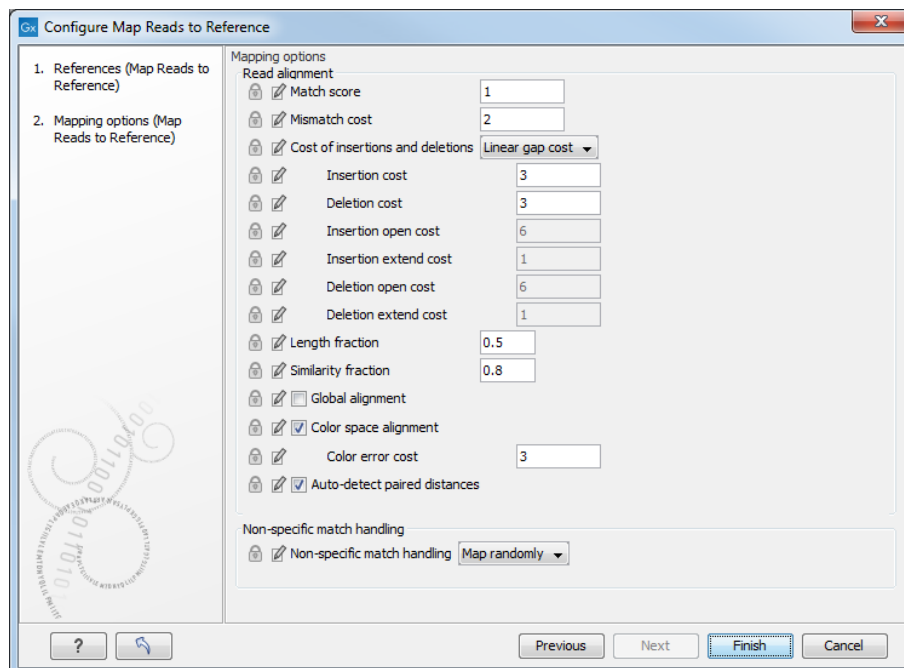 Gx Configure Map Reads to Reference
X
1. References (Map Reads to
Reference)
2. Mapping options (Map
Reads to Reference)
Mapping options
Read alignment
Match score 1
Mismatch cost 2
Cost of insertions and deletions Linear gap cost
Insertion cost 3
Deletion cost 3
Insertion open cost 6
Insertion extend cost 1
Deletion open cost 6
Deletion extend cost 1
Length fraction 0.5
Similarity fraction 0.8
Global alignment
Color space alignment
Color error cost 3
Auto-detect paired distances
Non-specific match handling
Non-specific match handling Map randomly
? Previous Next Finish Cancel